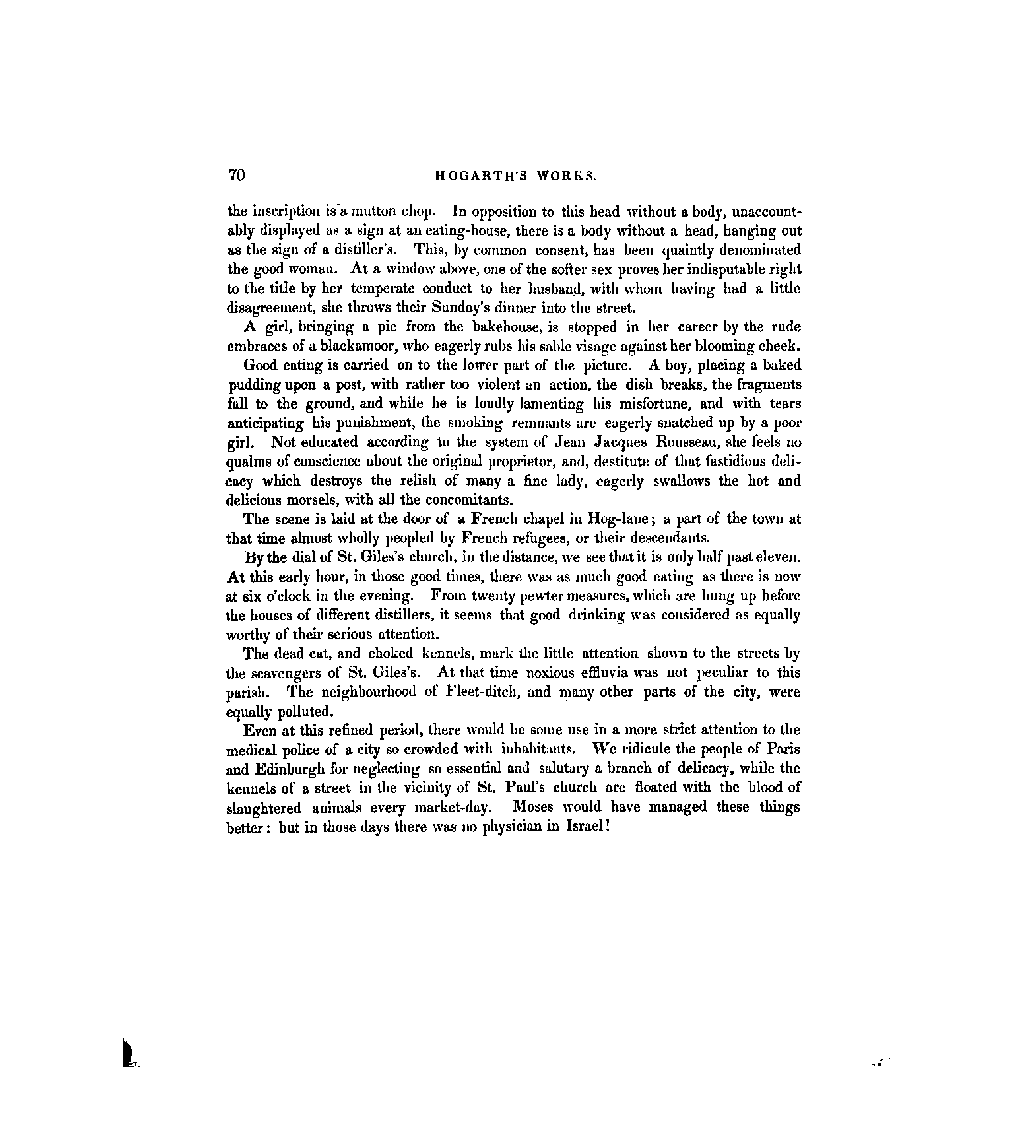 70 HOGARTH'S WORKS.
the inscription is a mutton chop. In opposition to this head without a body, unaccount-
ably displayed as a sign at an eating-house, there is a body without a head, hanging out
as the sign of a distiller's. This, by common consent, has been quaintly denominated
the good woman. At a window above, one of the softer sex proves her indisputable right
to the title by her temperate conduct to her husband, with whom having had a little
disagreement, she throws their Sunday's dinner into the street.
A girl, bringing a pie from the bakehouse, is stopped in her career by the rude
embraces of a blackamoor, who eagerly rubs his sable visage against her blooming cheek.
Good eating is carried on to the lower part of the picture. A boy, placing a baked
pudding upon a post, with rather too violent an action, the dish breaks, the fragments
fall to the ground, and while he is loudly lamenting his misfortune, and with tears
anticipating his punishment, the smoking remnants are eagerly snatched up by a poor
girl. Not educated according to the system of Jean Jacques Rousseau, she feels no
qualms of conscience about the original proprietor, and, destitute of that fastidious deli-
cacy which destroys the relish of many a fine lady, eagerly swallows the hot and
delicious morsels, with all the concomitants.
The scene is laid at the door of a French chapel in Hog-lane; a part of the town at
that time almost wholly peopled by French refugees, or their descendants.
By the dial of St. Giles's church, in the distance, we see that it is only half past eleven.
At this early hour, in those good times, there was as much good eating as there is now
at six o'clock in the evening. From twenty pewter measures, which are hung up before
the houses of different distillers, it seems that good drinking was considered as equally
worthy of their serious attention.
The dead cat, and choked kennels, mark the little attention shown to the streets by
the scavengers of St. Giles's. At that time noxious effluvia was not peculiar to this
parish. The neighbourhood of Fleet-ditch, and many other parts of the city, were
equally polluted.
Even at this refined period, there would be some use in a more strict attention to the
medical police of a city so crowded with inhabitants. We ridicule the people of Paris
and Edinburgh for neglecting so essential and salutary a branch of delicacy, while the
kennels of a street in the vicinity of St. Paul's church are floated with the blood of
slaughtered animals every market-day. Moses would have managed these things
better: but in those days there was no physician in Israel!